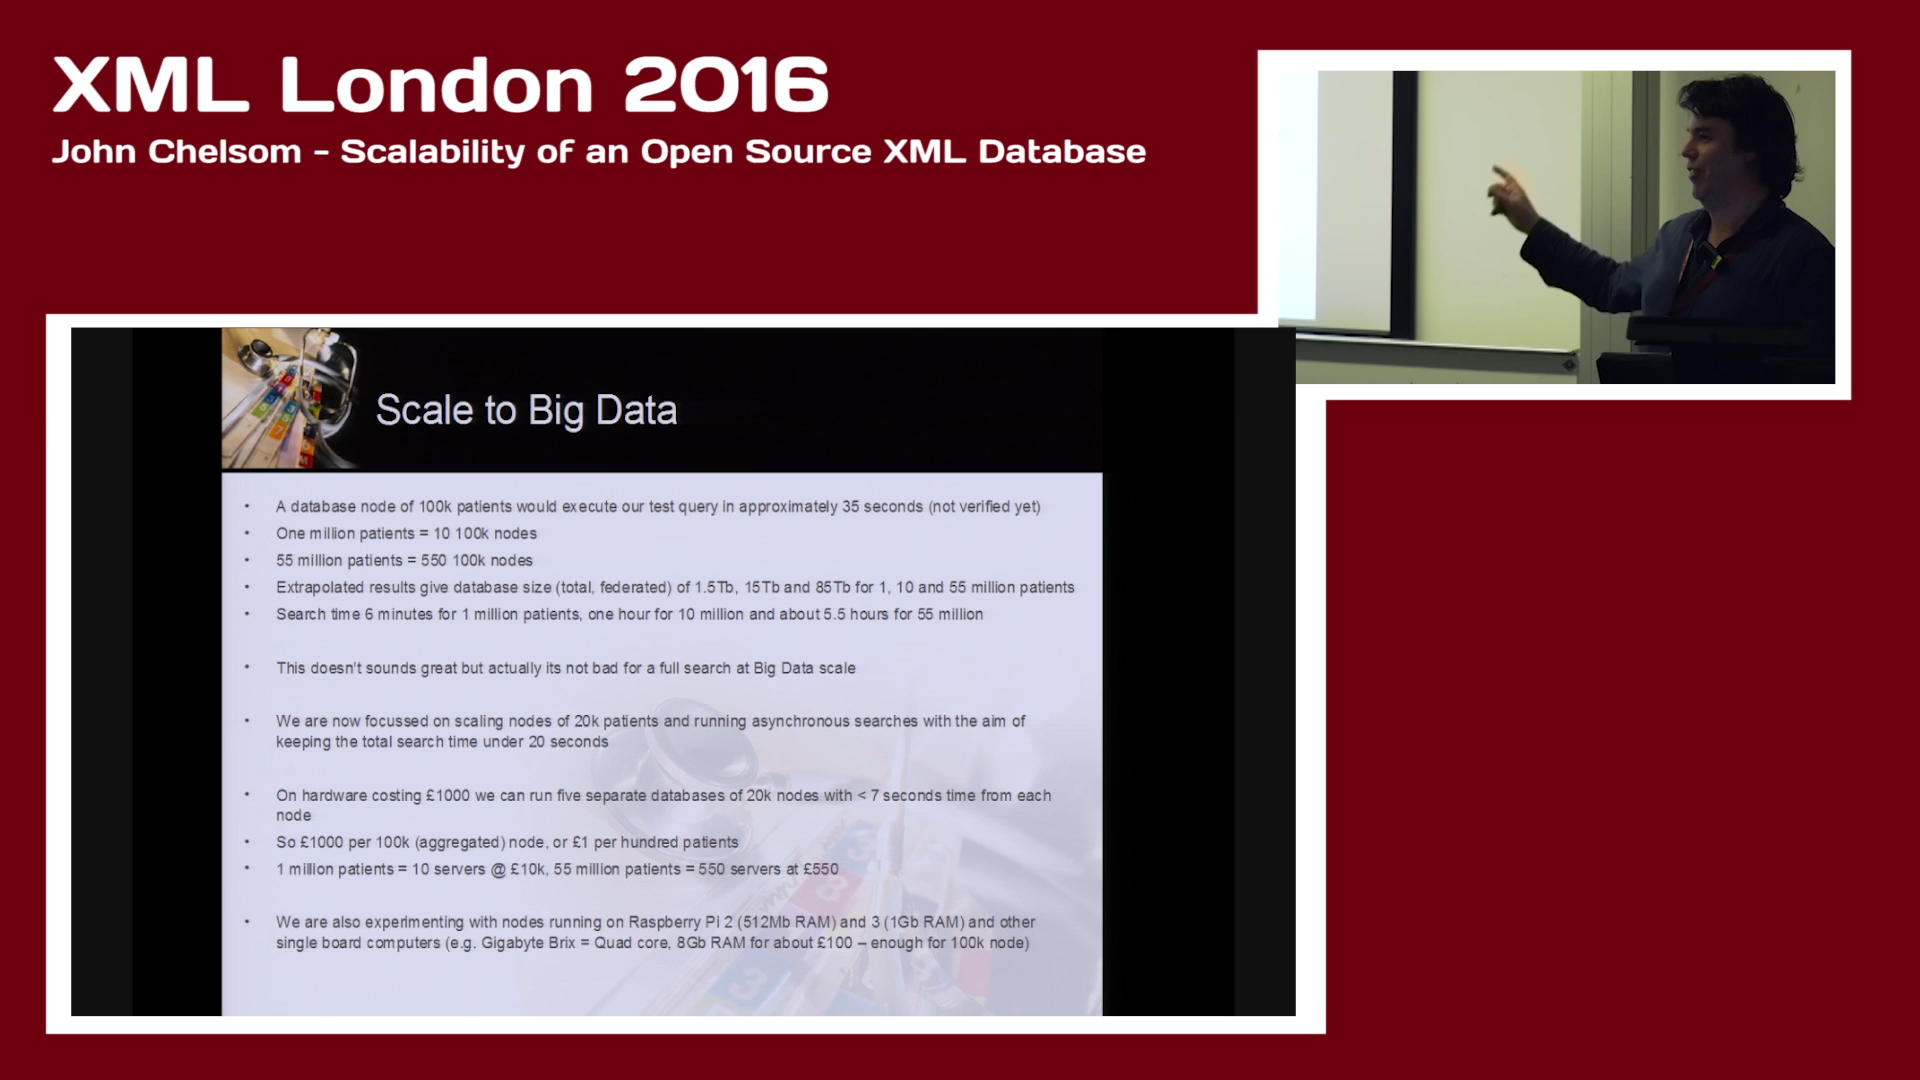 XML London 2016
John Chelsom - Scalability of an Open Source XML Database
Scale to Big Data
• A database node of 100k patients would execute our test query in approximately 35 seconds (not verified yet)
• One million patients = 10 100k nodes
• 55 million patients = 550 100k nodes
• Extrapolated results give database size (total, federated) of 1.5Tb, 15Tb and 85Tb for 1, 10 and 55 million patients
• Search time 6 minutes for 1 million patients, one hour for 10 million and about 5.5 hours for 55 million
• This doesn't sounds great but actually its not bad for a full search at Big Data scale
• We are now focussed on scaling nodes of 20k patients and running asynchronous searches with the aim of
keeping the total search time under 20 seconds
• On hardware costing £1000 we can run five separate databases of 20k nodes with < 7 seconds time from each
node
• So £1000 per 100k (aggregated) node, or £1 per hundred patients
• 1 million patients = 10 servers @ £10k, 55 million patients = 550 servers at £550
• We are also experimenting with nodes running on Raspberry Pi 2 (512Mb RAM) and 3 (1Gb RAM) and other
single board computers (e.g. Gigabyte Brix = Quad core, 8Gb RAM for about £100 – enough for 100k node)